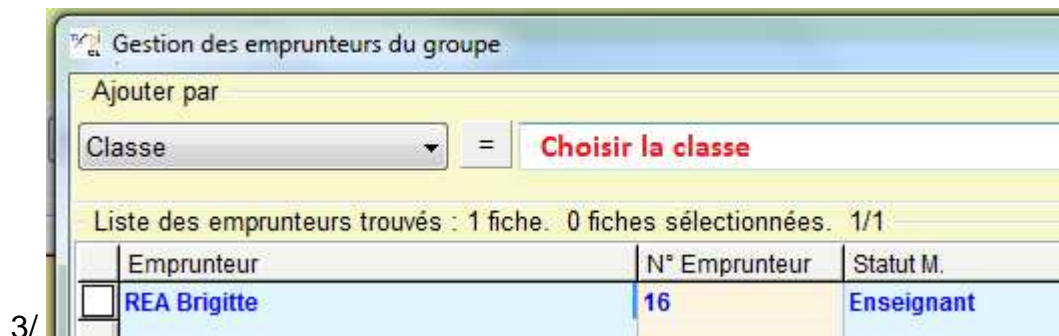 Gestion des emprunteurs du groupe
Ajouter par
Classe = Choisir la classe
Liste des emprunteurs trouvés : 1 fiche. 0 fiches sélectionnées. 1/1
Emprunteur N° Emprunteur Statut M.
REA Brigitte 16 Enseignant
3/